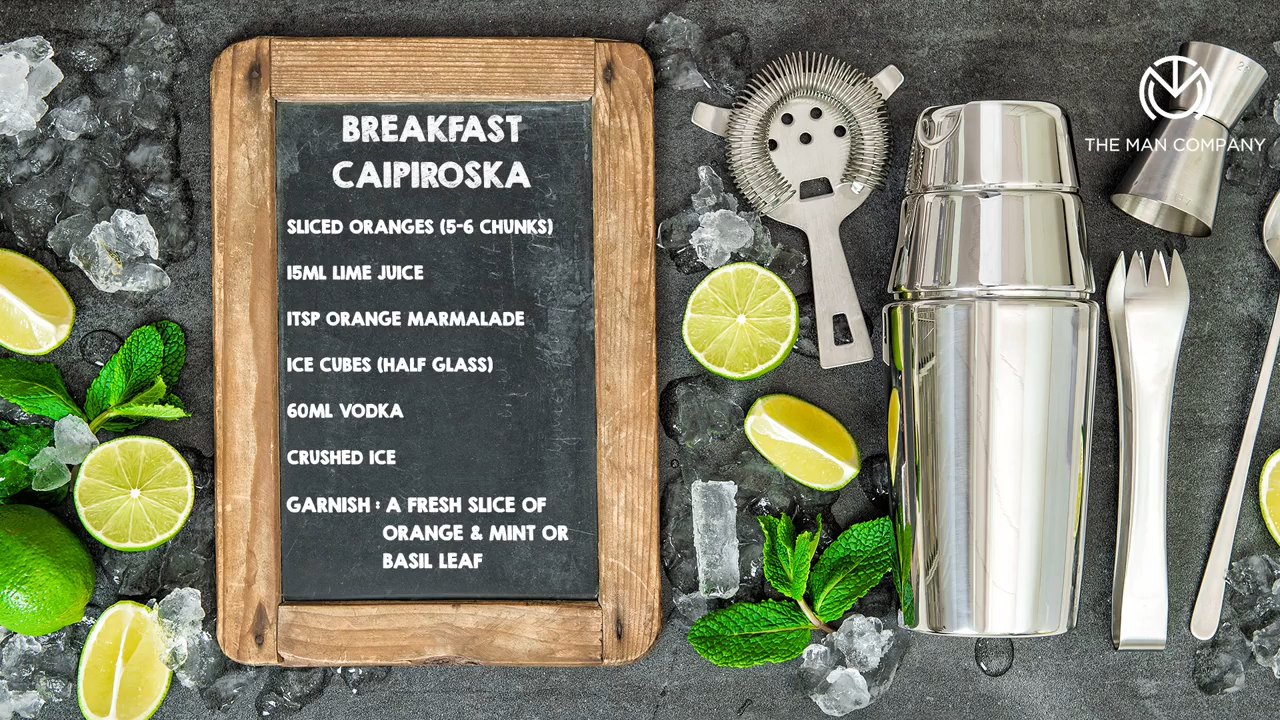 BREAKFAST
CAIPIROSKA
SLICED ORANGES (5-6 CHUNKS)
15ML LIME JUICE
1TSP ORANGE MARMALADE
ICE CUBES (HALF GLASS)
60ML VODKA
CRUSHED ICE
GARNISH : A FRESH SLICE OF
ORANGE & MINT OR
BASIL LEAF
THE MAN COMPANY